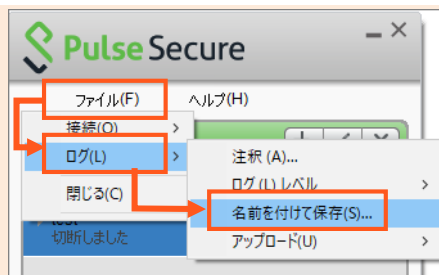 Pulse Secure
ファイル(F) ヘルプ(H)
接続(O)
ログ(L)
閉じる(C)
注釈 (A)...
ログ (L) レベル
名前を付けて保存(S)...
アップロード(U)
test
切断しました